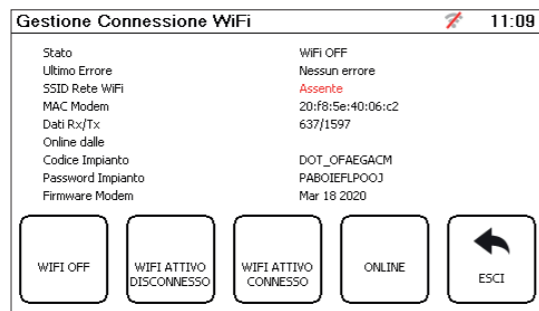 Gestione Connessione WiFi 11:09
Stato WiFi OFF
Ultimo Errore Nessun errore
SSID Rete WiFi Assente
MAC Modem 20:f8:5e:40:06:c2
Dati Rx/Tx 637/1597
Online dalle
Codice Impianto DOT_OFAEGACM
Password Impianto PABOIEFLPOOJ
Firmware Modem Mar 18 2020
WIFI OFF
WIFI ATTIVO
DISCONNESSO
WIFI ATTIVO
CONNESSO
ONLINE
ESCI